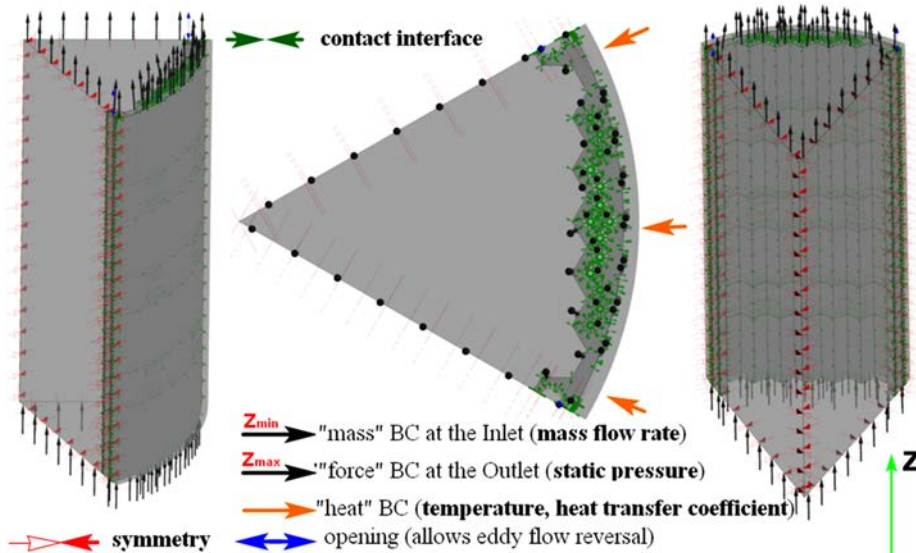 contact interface
Zmin "mass" BC at the Inlet (mass flow rate)
Zmax '"force" BC at the Outlet (static pressure)
"heat" BC (temperature, heat transfer coefficient)
symmetry opening (allows eddy flow reversal)
Z